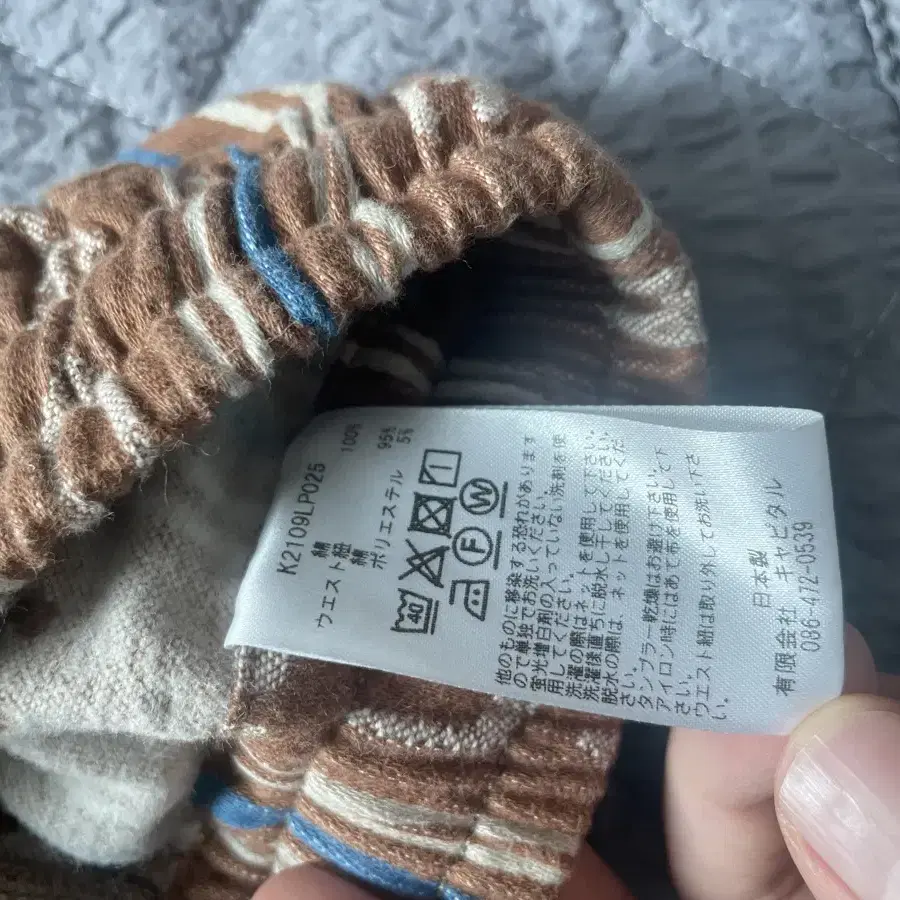 K2109LP025
綿 100%
ウエスト紐
綿 95%
ポリエステル 5%
40
F W
他のものに移染する恐れがあります
ので単独でお洗いください。
蛍光増白剤の入っていない洗剤を使
用してください。
洗濯の際はネットを使用して下さい。
洗濯後直ちに脱水し干してください。
脱水の際は、ネットを使用してくだ
さい。
タンブラー乾燥はお避け下さい。
アイロン時にはあて布を使用して下
さい。
ウエスト紐は取り外してお洗い下さ
い。
日本製
有限会社 キャピタル
086-472-0539